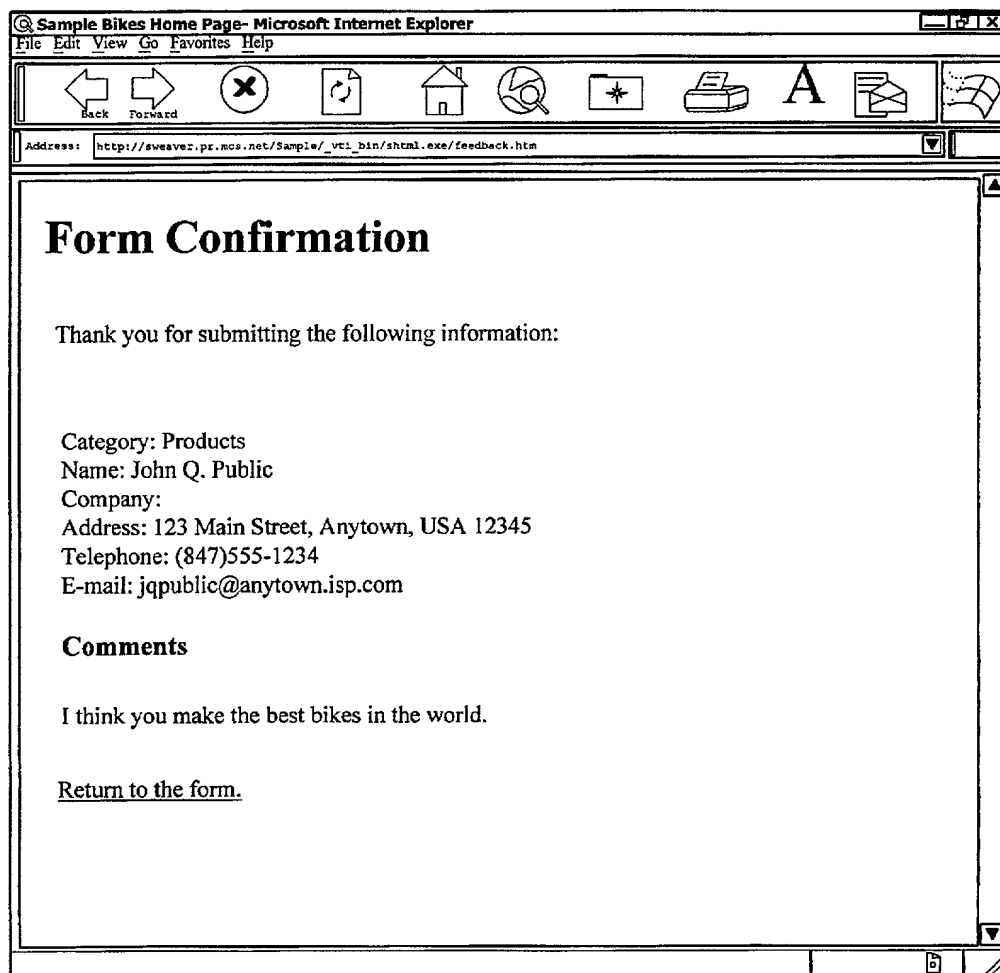 Sample Bikes Home Page- Microsoft Internet Explorer
File Edit View Go Favorites Help
Back Forward
A
Address: http://sweaver.pr.mcs.net/Sample/_vti_bin/shtml.exe/feedback.htm
Form Confirmation
Thank you for submitting the following information:
Category: Products
Name: John Q. Public
Company:
Address: 123 Main Street, Anytown, USA 12345
Telephone: (847)555-1234
E-mail: jqpublic@anytown.isp.com
Comments
I think you make the best bikes in the world.
Return to the form.